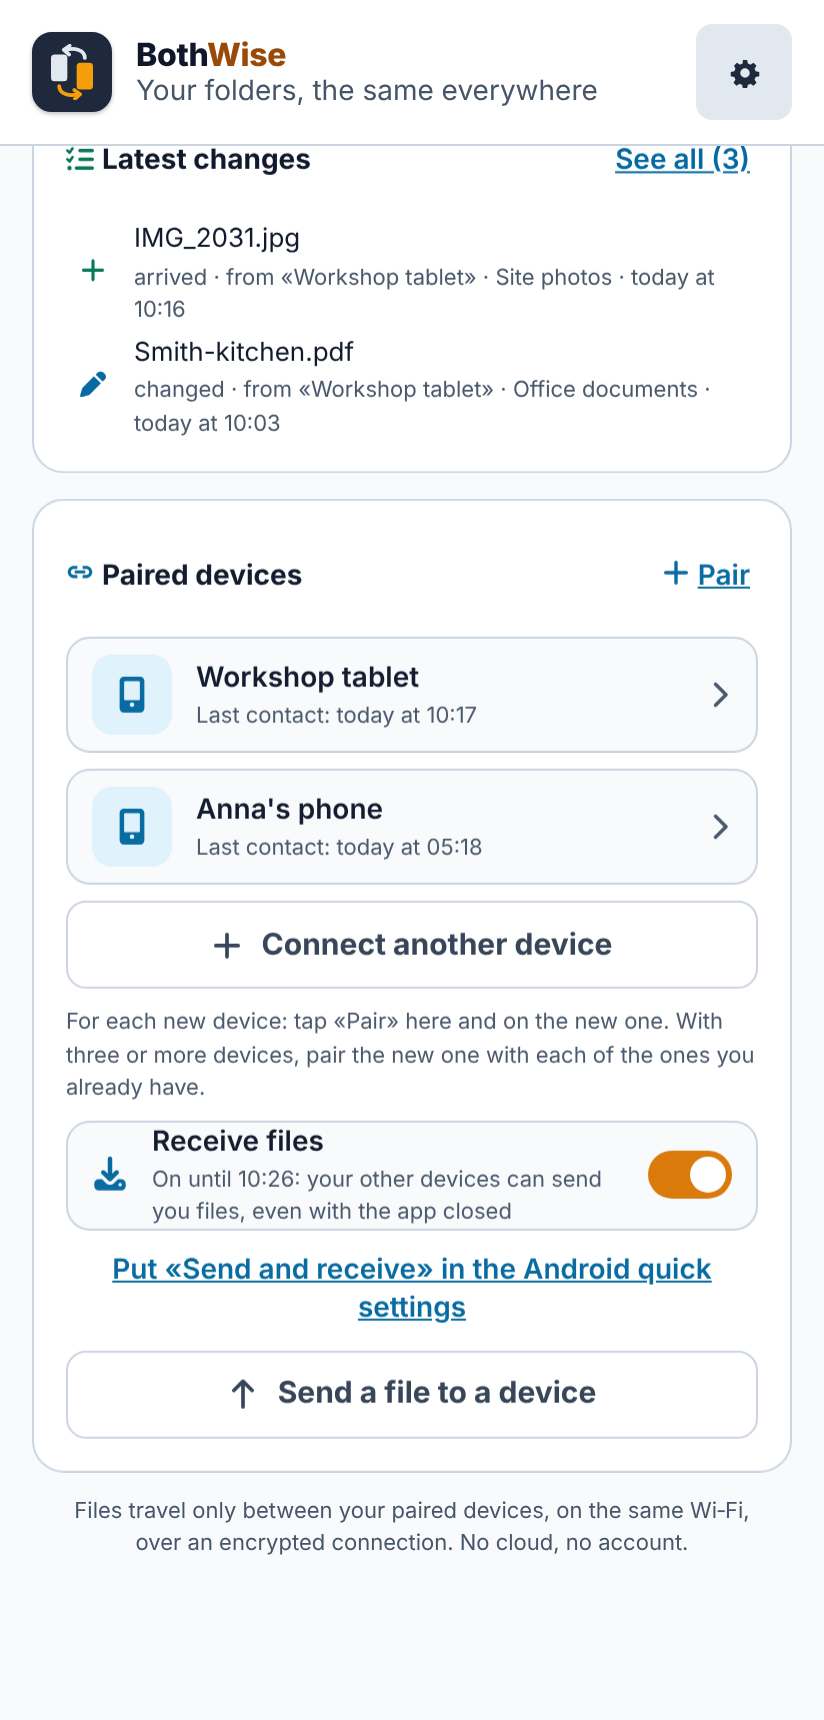 BothWise
Your folders, the same everywhere
Latest changes
See all (3)
IMG_2031.jpg
arrived · from «Workshop tablet» · Site photos · today at
10:16
Smith-kitchen.pdf
changed · from «Workshop tablet» · Office documents ·
today at 10:03
Paired devices
Pair
Workshop tablet
Last contact: today at 10:17
Anna's phone
Last contact: today at 05:18
Connect another device
For each new device: tap «Pair» here and on the new one. With
three or more devices, pair the new one with each of the ones you
already have.
Receive files
On until 10:26: your other devices can send
you files, even with the app closed
Put «Send and receive» in the Android quick
settings
Send a file to a device
Files travel only between your paired devices, on the same Wi-Fi,
over an encrypted connection. No cloud, no account.